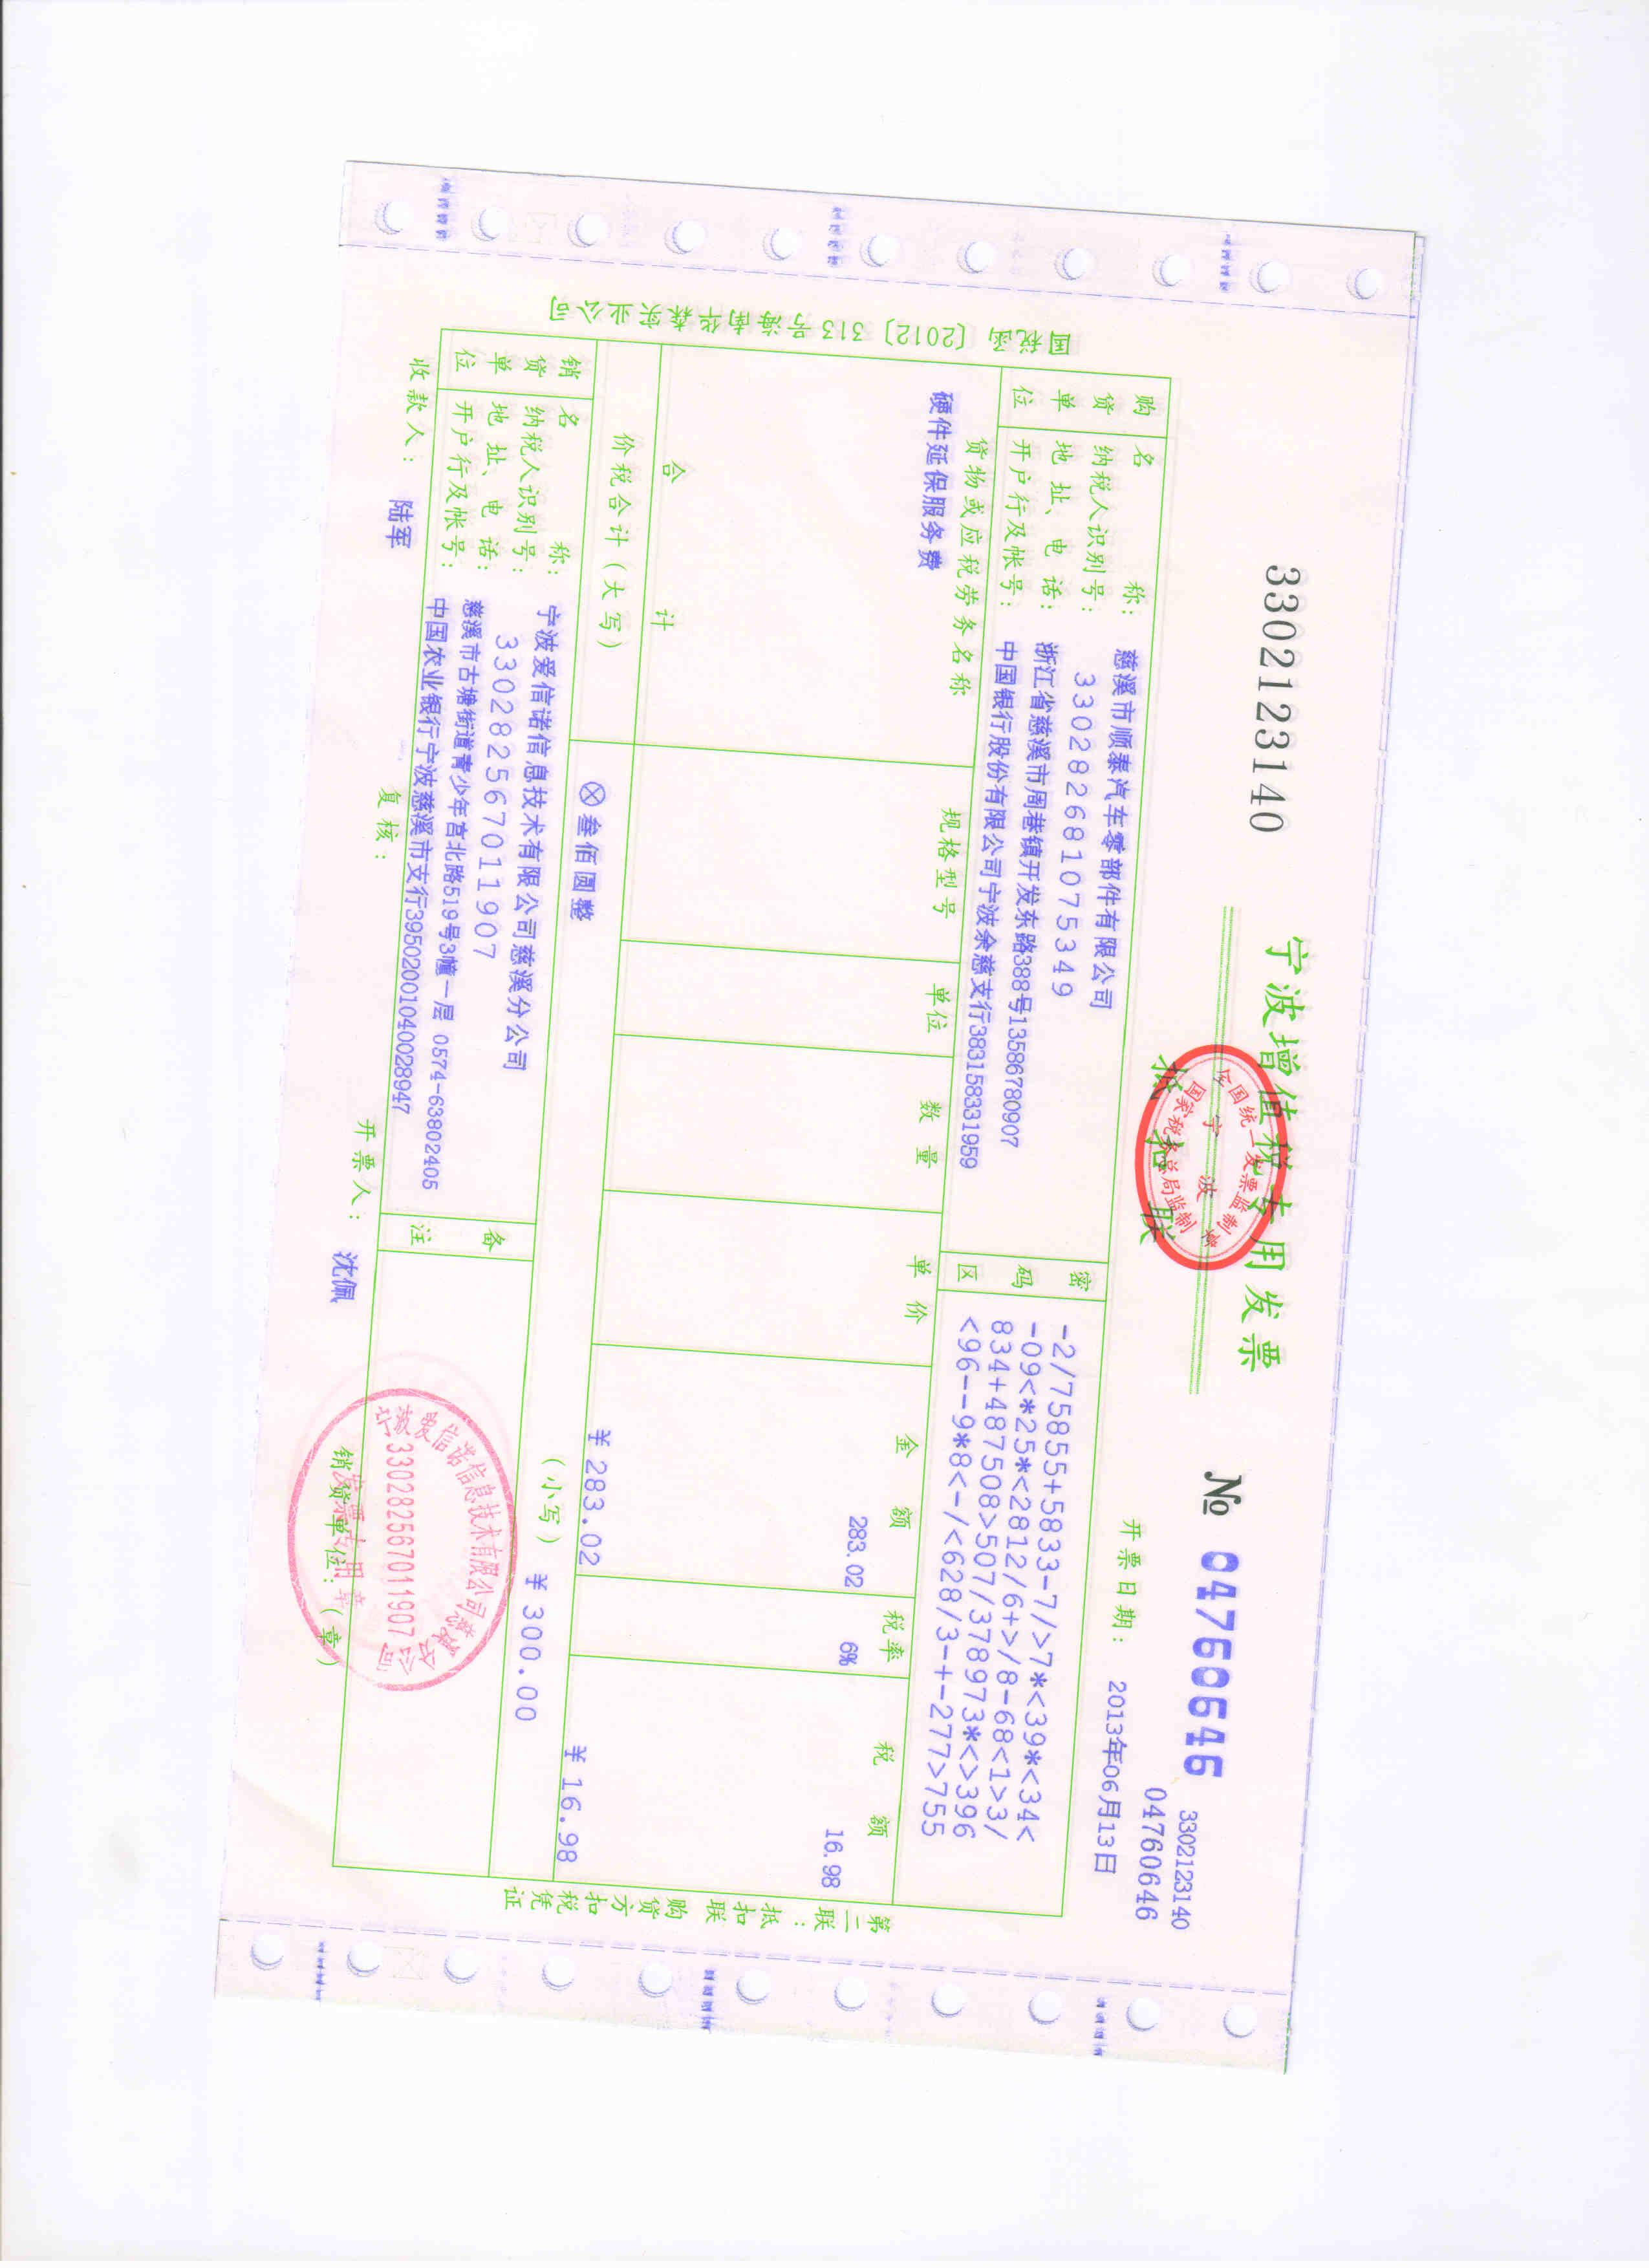 3302123140
宁波增值税专用发票
抵扣联
全国统一发票监制章
宁波
国家税务总局监制
№ 04760646
3302123140
04760646
开票日期： 2013年06月13日
购货单位
名称： 慈溪市顺泰汽车零部件有限公司
纳税人识别号： 330282681075349
地址、电话： 浙江省慈溪市周巷镇开发东路388号13586780907
开户行及帐号： 中国银行股份有限公司宁波余慈支行383158331959
密码区
-2/75855+5833-7/>7*<39*<34<
-09<*25*<2812/6+>/8-68<1>3/
834+487508>507/378973*<>396
<96--9*8<-/<628/3-+-277>755
货物或应税劳务名称 规格型号 单位 数量 单价 金额 税率 税额
硬件延保服务费 283.02 6% 16.98
合计 ¥283.02 ¥16.98
价税合计（大写） ⊗叁佰圆整 （小写） ¥300.00
销货单位
名称： 宁波爱信诺信息技术有限公司慈溪分公司
纳税人识别号： 330282567011907
地址、电话： 慈溪市古塘街道青少年宫北路519号3幢一层 0574-63802405
开户行及帐号： 中国农业银行宁波慈溪市支行39502001040028947
备注
收款人： 陆军 复核： 开票人： 沈佩 销货单位：（章）
宁波爱信诺信息技术有限公司慈溪分公司
330282567011907
发票专用章
国税函〔2012〕313号海南华森实业公司
第二联：抵扣联 购货方扣税凭证